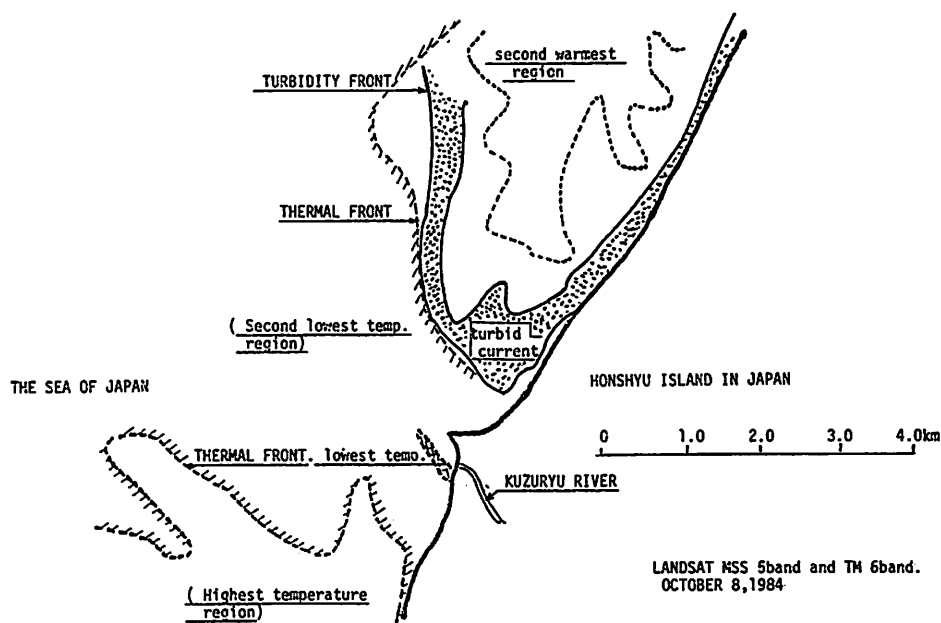 second warmest
region
TURBIDITY FRONT
THERMAL FRONT
( Second lowest temp.
region)
turbid
current
THE SEA OF JAPAN
HONSHYU ISLAND IN JAPAN
0 1.0 2.0 3.0 4.0km
THERMAL FRONT. lowest temp.
KUZURYU RIVER
LANDSAT MSS 5band and TM 6band.
OCTOBER 8,1984
( Highest temperature
region)